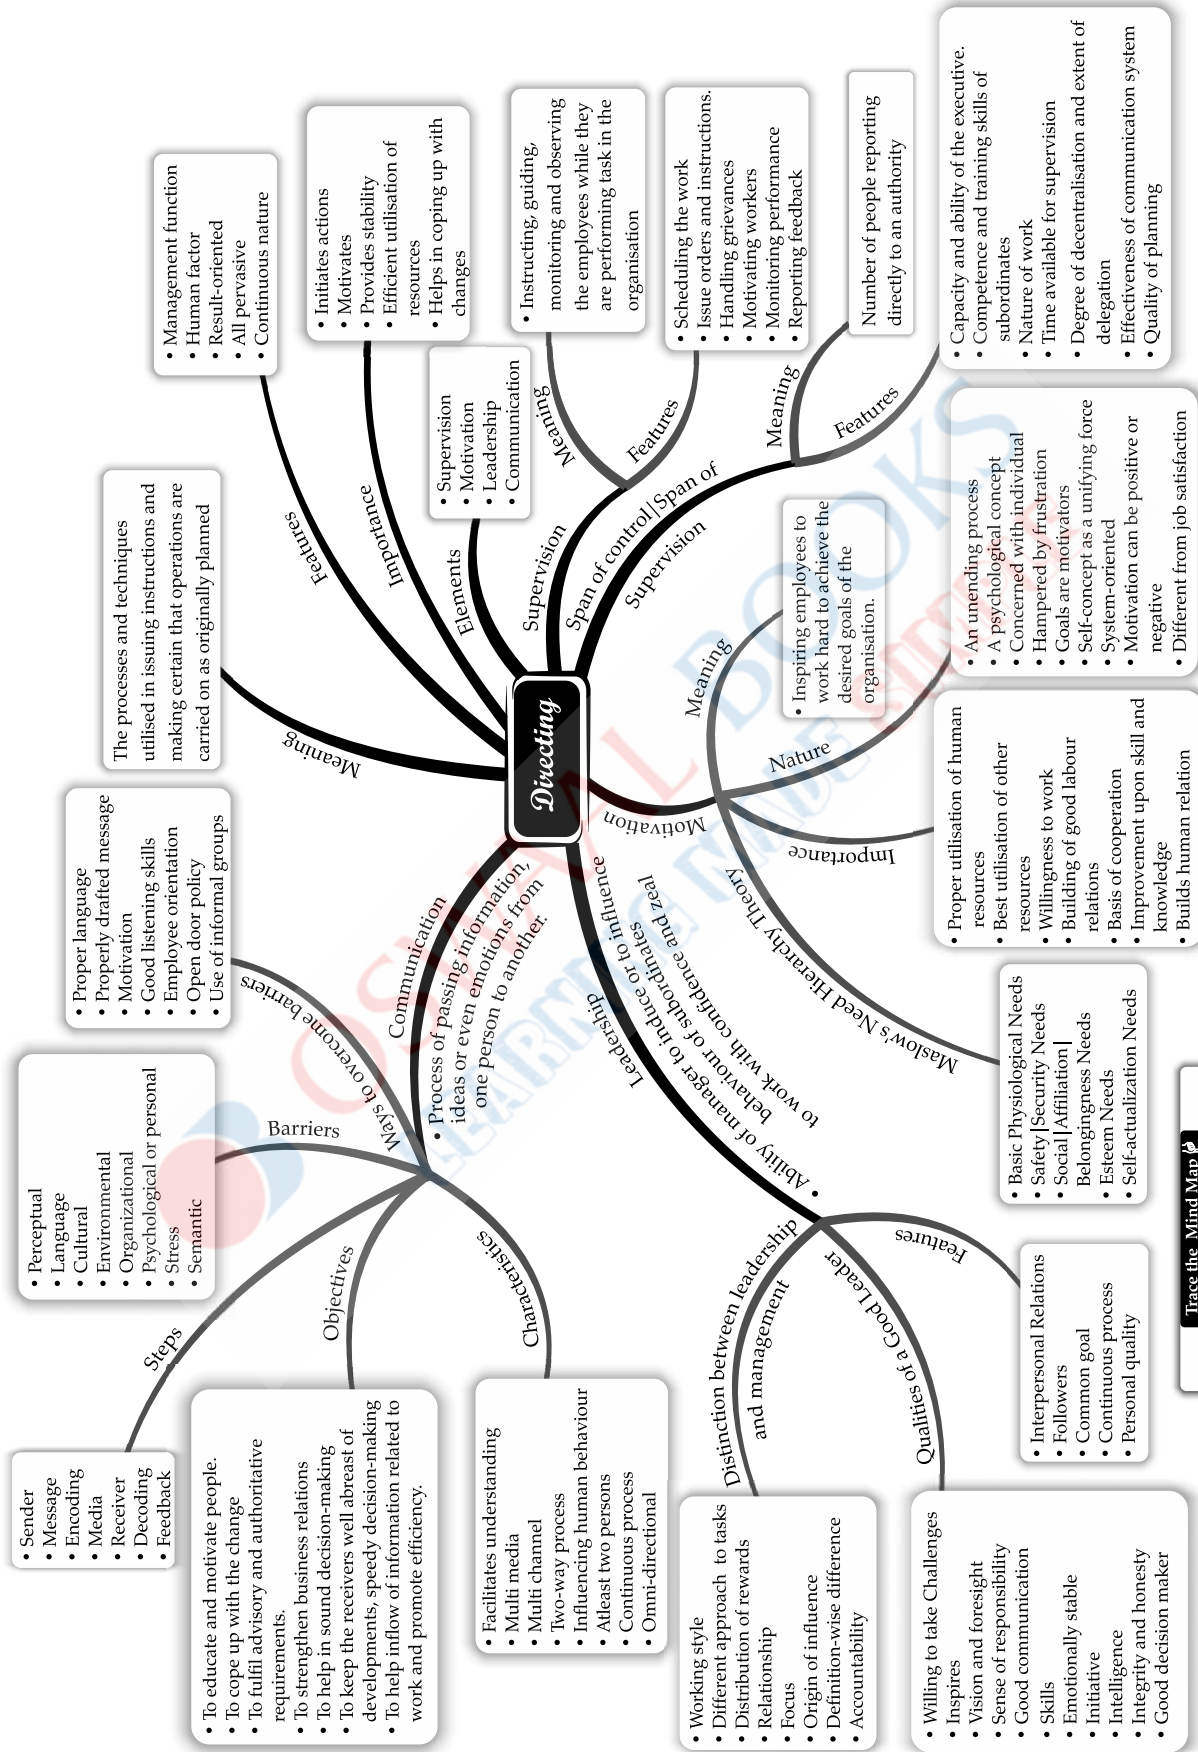 Directing
Meaning
The processes and techniques
utilised in issuing instructions and
making certain that operations are
carried on as originally planned
Features
• Management function
• Human factor
• Result-oriented
• All pervasive
• Continuous nature
Importance
• Initiates actions
• Motivates
• Provides stability
• Efficient utilisation of
resources
• Helps in coping up with
changes
Elements
• Supervision
• Motivation
• Leadership
• Communication
Supervision
Meaning
• Instructing, guiding,
monitoring and observing
the employees while they
are performing task in the
organisation
Features
• Scheduling the work
• Issue orders and instructions.
• Handling grievances
• Motivating workers
• Monitoring performance
• Reporting feedback
Span of control|Span of
Supervision
Meaning
Number of people reporting
directly to an authority
Features
• Capacity and ability of the executive.
• Competence and training skills of
subordinates
• Nature of work
• Time available for supervision
• Degree of decentralisation and extent of
delegation
• Effectiveness of communication system
• Quality of planning
Motivation
Meaning
• Inspiring employees to
work hard to achieve the
desired goals of the
organisation.
Nature
• An unending process
• A psychological concept
• Concerned with individual
• Hampered by frustration
• Goals are motivators
• Self-concept as a unifying force
• System-oriented
• Motivation can be positive or
negative
• Different from job satisfaction
Importance
• Proper utilisation of human
resources
• Best utilisation of other
resources
• Willingness to work
• Building of good labour
relations
• Basis of cooperation
• Improvement upon skill and
knowledge
• Builds human relation
Maslow's Need Hierarchy Theory
• Basic Physiological Needs
• Safety|Security Needs
• Social|Affiliation|
Belongingness Needs
• Esteem Needs
• Self-actualization Needs
Leadership
• Ability of manager to induce or to influence
behaviour of subordinates
to work with confidence and zeal
Features
• Interpersonal Relations
• Followers
• Common goal
• Continuous process
• Personal quality
Qualities of a Good Leader
• Willing to take Challenges
• Inspires
• Vision and foresight
• Sense of responsibility
• Good communication
• Skills
• Emotionally stable
• Initiative
• Intelligence
• Integrity and honesty
• Good decision maker
Distinction between leadership
and management
• Working style
• Different approach to tasks
• Distribution of rewards
• Relationship
• Focus
• Origin of influence
• Definition-wise difference
• Accountability
Communication
• Process of passing information,
ideas or even emotions from
one person to another.
Characteristics
• Facilitates understanding
• Multi media
• Multi channel
• Two-way process
• Influencing human behaviour
• Atleast two persons
• Continuous process
• Omni-directional
Objectives
• To educate and motivate people.
• To cope up with the change
• To fulfil advisory and authoritative
requirements.
• To strengthen business relations
• To help in sound decision-making
• To keep the receivers well abreast of
developments, speedy decision-making
• To help inflow of information related to
work and promote efficiency.
Steps
• Sender
• Message
• Encoding
• Media
• Receiver
• Decoding
• Feedback
Barriers
• Perceptual
• Language
• Cultural
• Environmental
• Organizational
• Psychological or personal
• Stress
• Semantic
Ways to overcome barriers
• Proper language
• Properly drafted message
• Motivation
• Good listening skills
• Employee orientation
• Open door policy
• Use of informal groups
Trace the Mind Map
OSWAAL BOOKS
LEARNING MADE SIMPLE